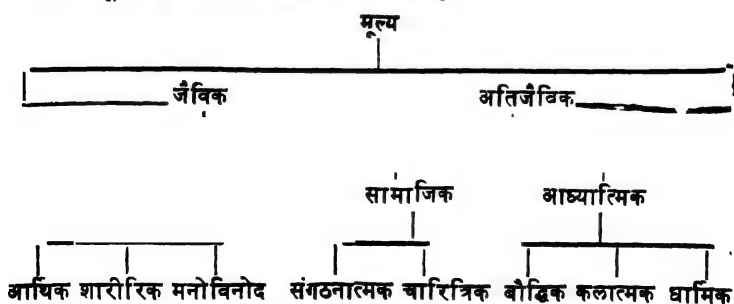 मूल्य
जैविक अतिजैविक
सामाजिक आध्यात्मिक
आर्थिक शारीरिक मनोविनोद संगठनात्मक चारित्रिक बौद्धिक कलात्मक धार्मिक